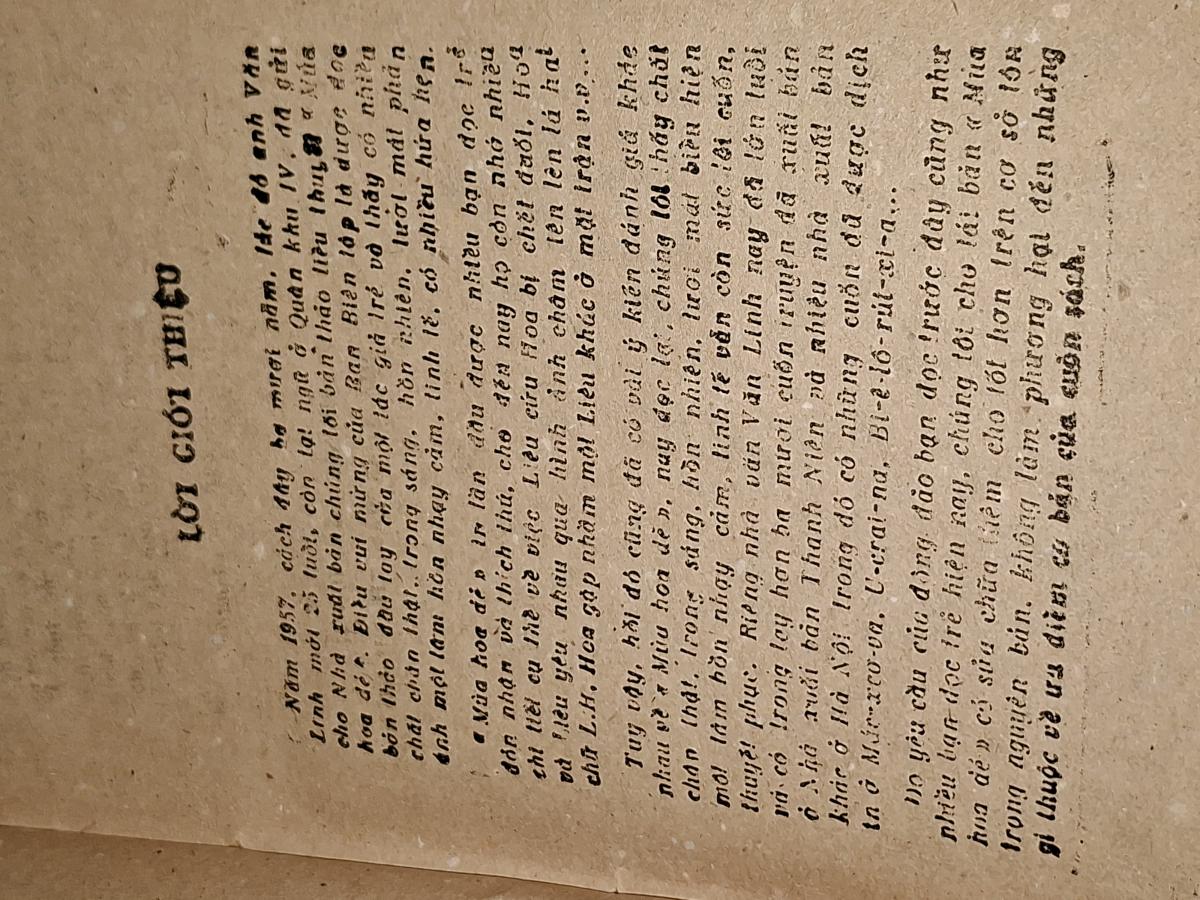 LỜI GIỚI THIỆU
Năm 1957, cách đây ba mươi năm, lúc đó anh Văn
Linh mới 25 tuổi, còn tại ngũ ở Quân khu IV, đã gửi
cho Nhà xuất bản chúng tôi bản thảo tiểu thuyết « Mùa
hoa dẻ ». Điều vui mừng của Ban Biên tập là được đọc
bản thảo đầu tay của một tác giả trẻ và thấy có nhiều
chất chân thật, trong sáng, hồn nhiên, tươi mát phản
ánh một tâm hồn nhạy cảm, tinh tế, có nhiều hứa hẹn.
« Mùa hoa dẻ » in lần đầu được nhiều bạn đọc trẻ
đón nhận và thích thú, cho đến nay họ còn nhớ nhiều
chi tiết cụ thể về việc Liêu cứu Hoa bị chết đuối, Hoa
và Liêu yêu nhau qua hình ảnh châm tên lên lá hai
chữ L.H, Hoa gặp nhầm một Liêu khác ở mặt trận v.v...
Tuy vậy, hồi đó cũng đã có vài ý kiến đánh giá khác
nhau về « Mùa hoa dẻ », nay đọc lại, chúng tôi thấy chất
chân thật, trong sáng, hồn nhiên, tươi mát biểu hiện
một tâm hồn nhạy cảm, tinh tế vẫn còn sức lôi cuốn,
thuyết phục. Riêng nhà văn Văn Linh nay đã lớn tuổi
và có trong tay hơn ba mươi cuốn truyện đã xuất bản
ở Nhà xuất bản Thanh Niên và nhiều nhà xuất bản
khác ở Hà Nội trong đó có những cuốn đã được dịch
in ở Mác-xcơ-va, U-crai-na, Bi-ê-lô-rút-xi-a...
Do yêu cầu của đông đảo bạn đọc trước đây cũng như
nhiều bạn đọc trẻ hiện nay, chúng tôi cho tái bản « Mùa
hoa dẻ » có sửa chữa thêm cho tốt hơn trên cơ sở tôn
trọng nguyên bản, không làm phương hại đến những
gì thuộc về ưu điểm cơ bản của cuốn sách.